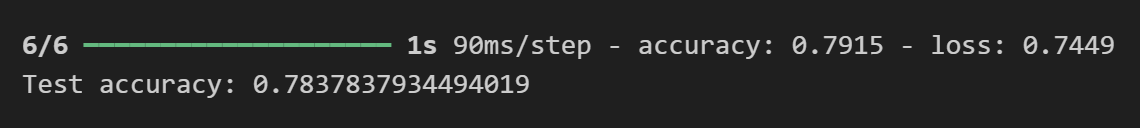 6/6 ━━━━━━━━━━━━━━━━━━━━ 1s 90ms/step - accuracy: 0.7915 - loss: 0.7449
Test accuracy: 0.7837837934494019